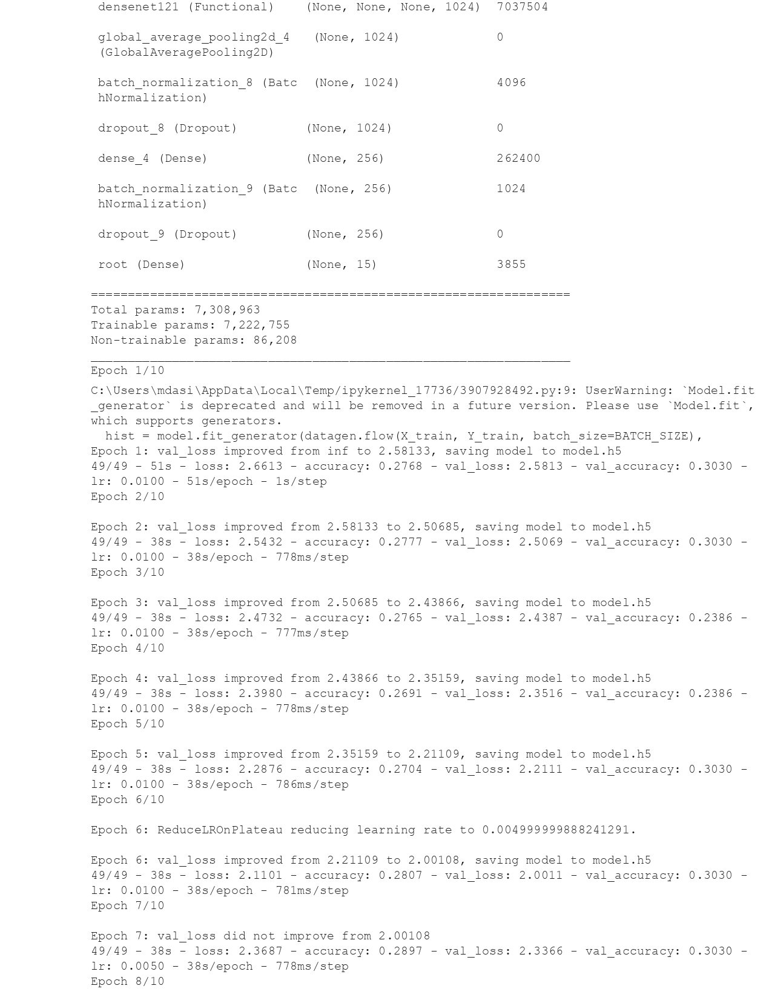 densenet121 (Functional)    (None, None, None, 1024)  7037504
global_average_pooling2d_4   (None, 1024)             0
(GlobalAveragePooling2D)
batch_normalization_8 (Batc  (None, 1024)             4096
hNormalization)
dropout_8 (Dropout)         (None, 1024)              0
dense_4 (Dense)             (None, 256)               262400
batch_normalization_9 (Batc  (None, 256)              1024
hNormalization)
dropout_9 (Dropout)         (None, 256)               0
root (Dense)                (None, 15)                3855
=================================================================
Total params: 7,308,963
Trainable params: 7,222,755
Non-trainable params: 86,208
_________________________________________________________________
Epoch 1/10
C:\Users\mdasi\AppData\Local\Temp/ipykernel_17736/3907928492.py:9: UserWarning: `Model.fit
_generator` is deprecated and will be removed in a future version. Please use `Model.fit`,
which supports generators.
  hist = model.fit_generator(datagen.flow(X_train, Y_train, batch_size=BATCH_SIZE),
Epoch 1: val_loss improved from inf to 2.58133, saving model to model.h5
49/49 - 51s - loss: 2.6613 - accuracy: 0.2768 - val_loss: 2.5813 - val_accuracy: 0.3030 -
lr: 0.0100 - 51s/epoch - 1s/step
Epoch 2/10
Epoch 2: val_loss improved from 2.58133 to 2.50685, saving model to model.h5
49/49 - 38s - loss: 2.5432 - accuracy: 0.2777 - val_loss: 2.5069 - val_accuracy: 0.3030 -
lr: 0.0100 - 38s/epoch - 778ms/step
Epoch 3/10
Epoch 3: val_loss improved from 2.50685 to 2.43866, saving model to model.h5
49/49 - 38s - loss: 2.4732 - accuracy: 0.2765 - val_loss: 2.4387 - val_accuracy: 0.2386 -
lr: 0.0100 - 38s/epoch - 777ms/step
Epoch 4/10
Epoch 4: val_loss improved from 2.43866 to 2.35159, saving model to model.h5
49/49 - 38s - loss: 2.3980 - accuracy: 0.2691 - val_loss: 2.3516 - val_accuracy: 0.2386 -
lr: 0.0100 - 38s/epoch - 778ms/step
Epoch 5/10
Epoch 5: val_loss improved from 2.35159 to 2.21109, saving model to model.h5
49/49 - 38s - loss: 2.2876 - accuracy: 0.2704 - val_loss: 2.2111 - val_accuracy: 0.3030 -
lr: 0.0100 - 38s/epoch - 786ms/step
Epoch 6/10
Epoch 6: ReduceLROnPlateau reducing learning rate to 0.004999999888241291.
Epoch 6: val_loss improved from 2.21109 to 2.00108, saving model to model.h5
49/49 - 38s - loss: 2.1101 - accuracy: 0.2807 - val_loss: 2.0011 - val_accuracy: 0.3030 -
lr: 0.0100 - 38s/epoch - 781ms/step
Epoch 7/10
Epoch 7: val_loss did not improve from 2.00108
49/49 - 38s - loss: 2.3687 - accuracy: 0.2897 - val_loss: 2.3366 - val_accuracy: 0.3030 -
lr: 0.0050 - 38s/epoch - 778ms/step
Epoch 8/10